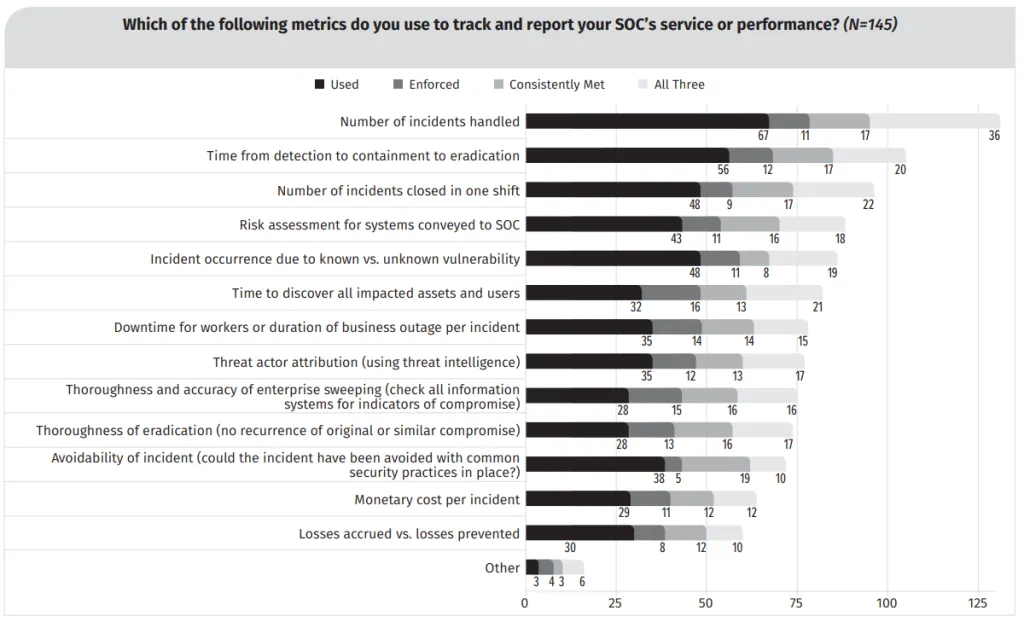 Which of the following metrics do you use to track and report your SOC’s service or performance? (N=145)
Used Enforced Consistently Met All Three
Number of incidents handled
67 11 17 36
Time from detection to containment to eradication
56 12 17 20
Number of incidents closed in one shift
48 9 17 22
Risk assessment for systems conveyed to SOC
43 11 16 18
Incident occurrence due to known vs. unknown vulnerability
48 11 8 19
Time to discover all impacted assets and users
32 16 13 21
Downtime for workers or duration of business outage per incident
35 14 14 15
Threat actor attribution (using threat intelligence)
35 12 13 17
Thoroughness and accuracy of enterprise sweeping (check all information
systems for indicators of compromise)
28 15 16 16
Thoroughness of eradication (no recurrence of original or similar compromise)
28 13 16 17
Avoidability of incident (could the incident have been avoided with common
security practices in place?)
38 5 19 10
Monetary cost per incident
29 11 12 12
Losses accrued vs. losses prevented
30 8 12 10
Other
3 4 3 6
0 25 50 75 100 125